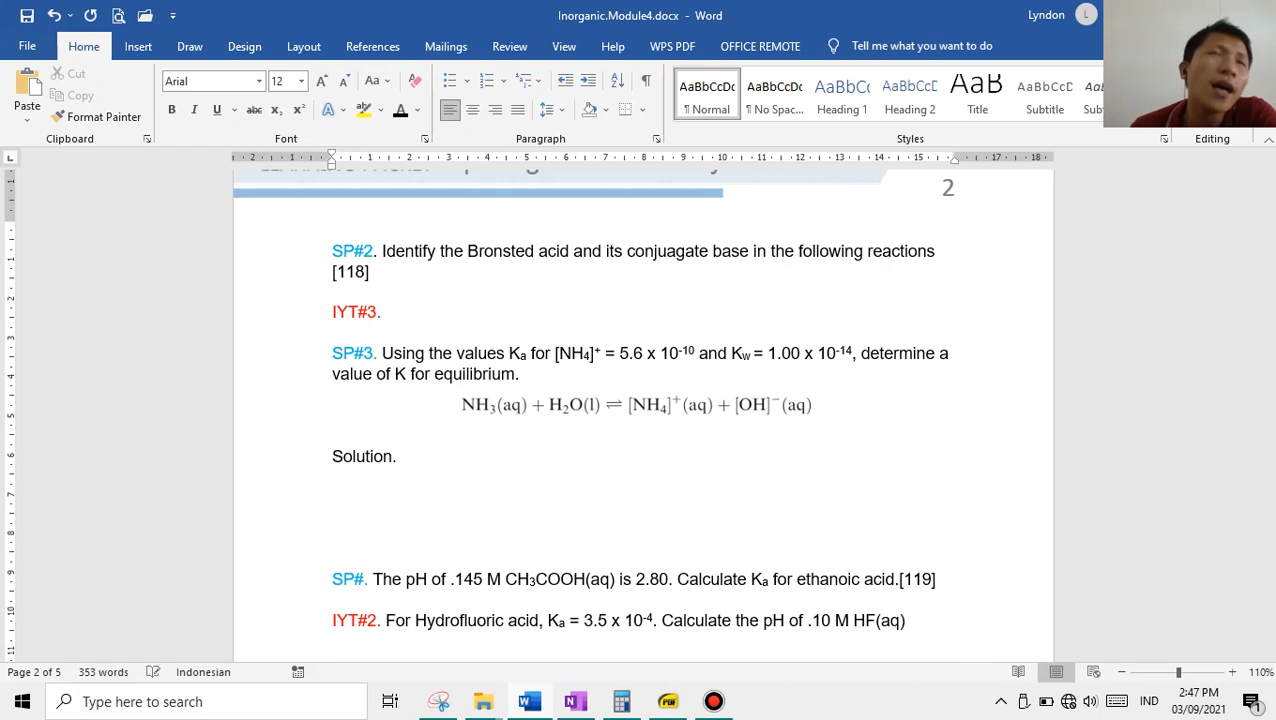 Inorganic.Module4.docx - Word
Lyndon L
File Home Insert Draw Design Layout References Mailings Review View Help WPS PDF OFFICE REMOTE Tell me what you want to do
Paste
Cut
Copy
Format Painter
Clipboard
Arial 12
Font
Paragraph
AaBbCcDc ¶ Normal
AaBbCcDc ¶ No Spac...
AaBbCc Heading 1
AaBbCcD Heading 2
AaB Title
AaBbCcD Subtitle
Styles
Editing
2
SP#2. Identify the Bronsted acid and its conjuagate base in the following reactions
[118]
IYT#3.
SP#3. Using the values Kₐ for [NH₄]⁺ = 5.6 x 10⁻¹⁰ and Kw = 1.00 x 10⁻¹⁴, determine a
value of K for equilibrium.
NH₃(aq) + H₂O(l) ⇌ [NH₄]⁺(aq) + [OH]⁻(aq)
Solution.
SP#. The pH of .145 M CH₃COOH(aq) is 2.80. Calculate Kₐ for ethanoic acid.[119]
IYT#2. For Hydrofluoric acid, Kₐ = 3.5 x 10⁻⁴. Calculate the pH of .10 M HF(aq)
Page 2 of 5 353 words Indonesian 110%
Type here to search
IND
2:47 PM
03/09/2021